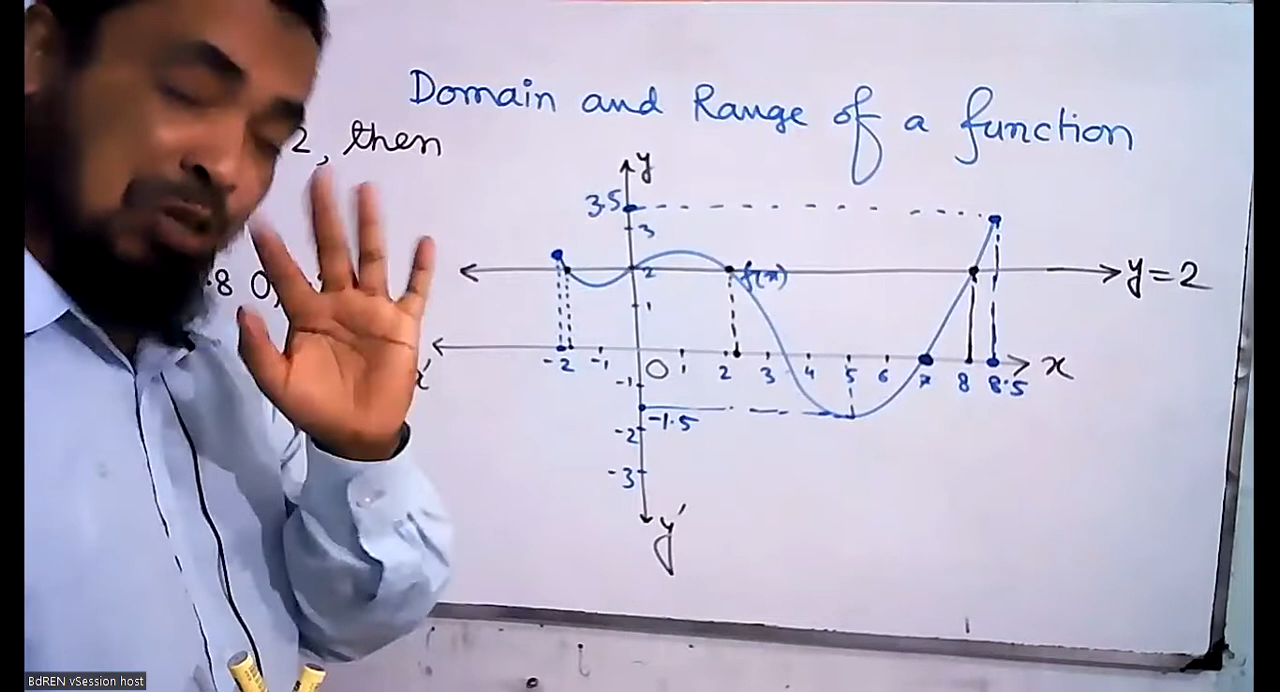 Domain and Range of a function
2, then
y
3.5
3
2
f(x)
y=2
.8 0,
1
x'
-2 -1 O 1 2 3 4 5 6 7 8 8.5 x
-1
-1.5
-2
-3
y'
BdREN vSession host